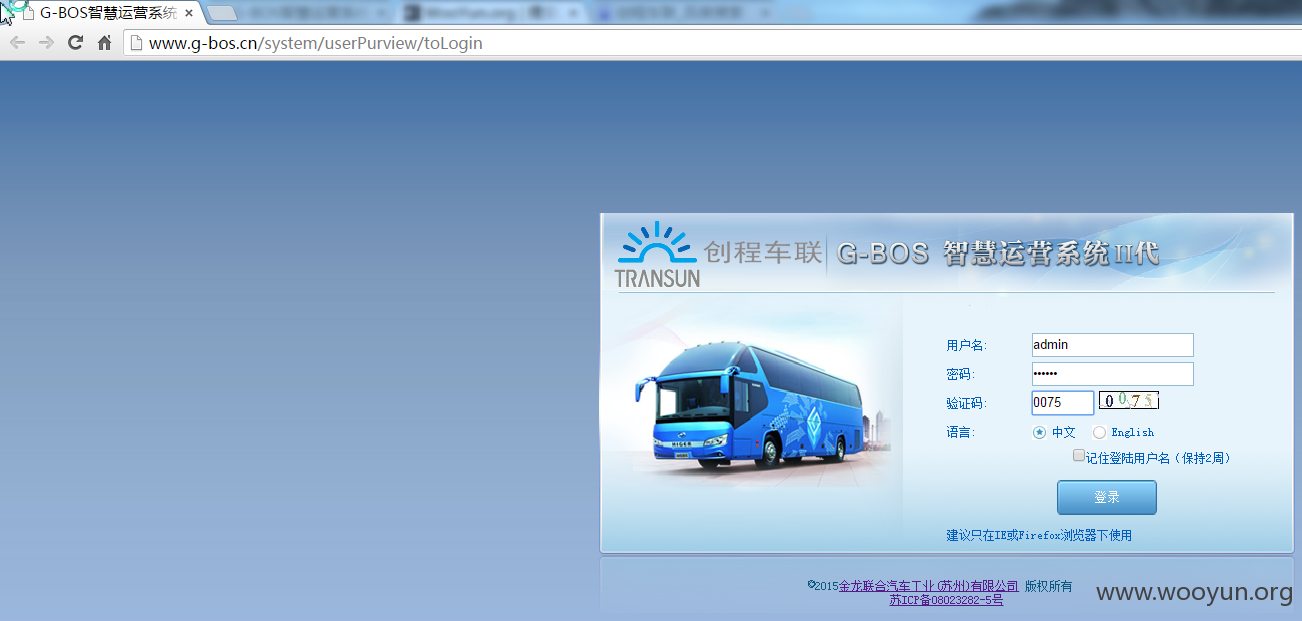 G-BOS智慧运营系统
www.g-bos.cn/system/userPurview/toLogin
TRANSUN 创程车联 G-BOS 智慧运营系统II代
用户名: admin
密码: ••••••
验证码: 0075 0075
语言: 中文 English
记住登陆用户名（保持2周）
登录
建议只在IE或Firefox浏览器下使用
HIGER
©2015金龙联合汽车工业(苏州)有限公司 版权所有
苏ICP备08023282-5号
www.wooyun.org